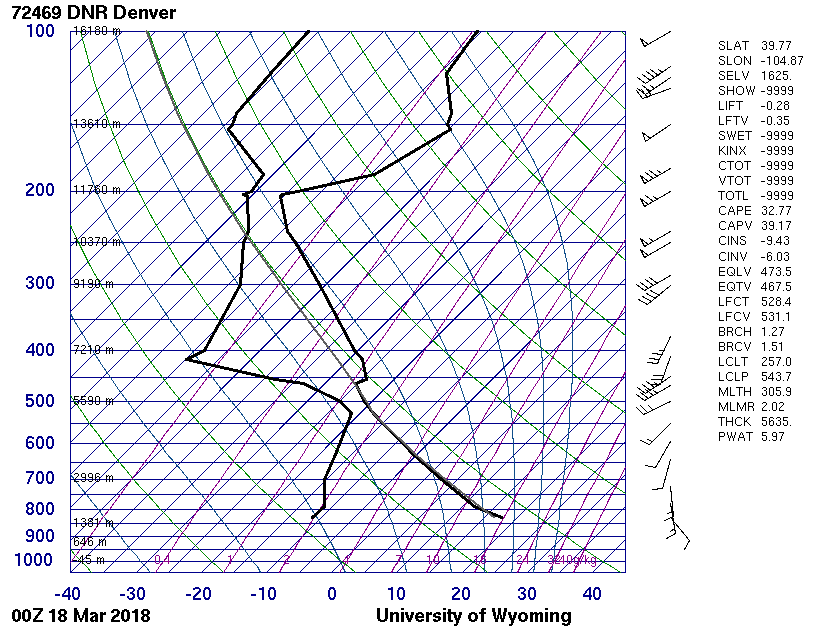 72469 DNR Denver
100 16180 m
13610 m
200 11760 m
10370 m
300 9190 m
400 7210 m
500 5590 m
600
700 2996 m
800
1381 m
900
646 m
1000 -45 m
0.4 1 2 4 7 10 16 24 32 40g/kg
-40 -30 -20 -10 0 10 20 30 40
00Z 18 Mar 2018 University of Wyoming
SLAT 39.77
SLON -104.87
SELV 1625.
SHOW -9999
LIFT -0.28
LFTV -0.35
SWET -9999
KINX -9999
CTOT -9999
VTOT -9999
TOTL -9999
CAPE 32.77
CAPV 39.17
CINS -9.43
CINV -6.03
EQLV 473.5
EQTV 467.5
LFCT 528.4
LFCV 531.1
BRCH 1.27
BRCV 1.51
LCLT 257.0
LCLP 543.7
MLTH 305.9
MLMR 2.02
THCK 5635.
PWAT 5.97